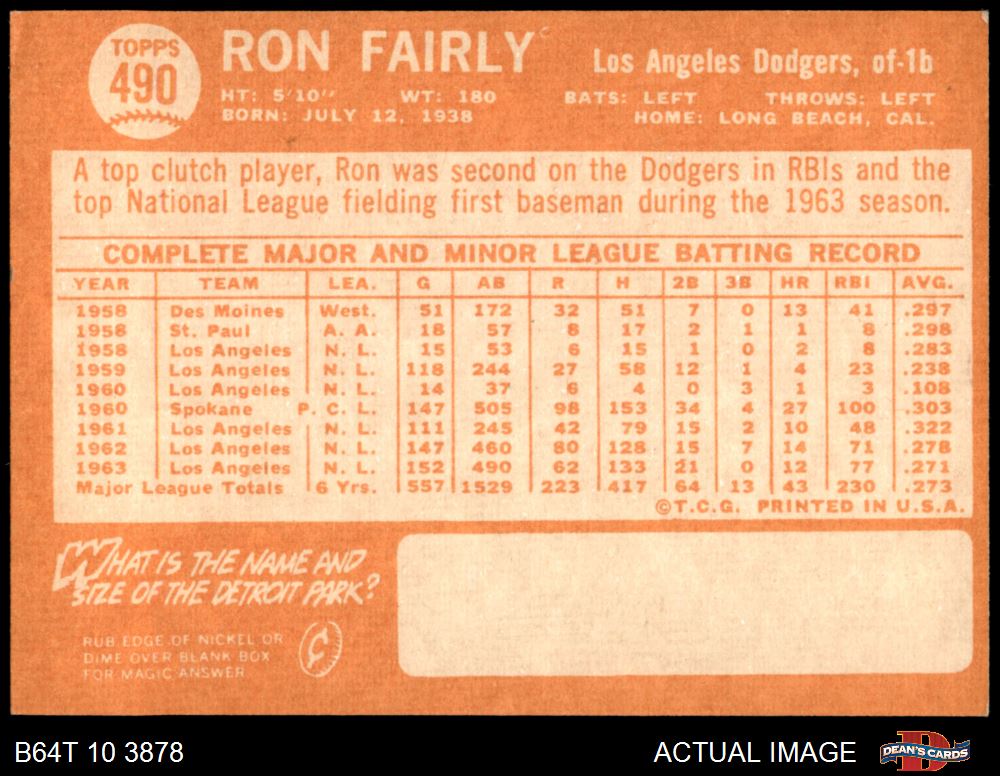 TOPPS
490
RON FAIRLY
Los Angeles Dodgers, of-1b
HT: 5'10" WT: 180
BATS: LEFT THROWS: LEFT
BORN: JULY 12, 1938
HOME: LONG BEACH, CAL.
A top clutch player, Ron was second on the Dodgers in RBIs and the
top National League fielding first baseman during the 1963 season.
COMPLETE MAJOR AND MINOR LEAGUE BATTING RECORD
YEAR TEAM LEA. G AB R H 2B 3B HR RBI AVG.
1958 Des Moines West. 51 172 32 51 7 0 13 41 .297
1958 St. Paul A. A. 18 57 8 17 2 1 1 8 .298
1958 Los Angeles N. L. 15 53 6 15 1 0 2 8 .283
1959 Los Angeles N. L. 118 244 27 58 12 1 4 23 .238
1960 Los Angeles N. L. 14 37 6 4 0 3 1 3 .108
1960 Spokane P. C. L. 147 505 98 153 34 4 27 100 .303
1961 Los Angeles N. L. 111 245 42 79 15 2 10 48 .322
1962 Los Angeles N. L. 147 460 80 128 15 7 14 71 .278
1963 Los Angeles N. L. 152 490 62 133 21 0 12 77 .271
Major League Totals 6 Yrs. 557 1529 223 417 64 13 43 230 .273
©T.C.G. PRINTED IN U.S.A.
WHAT IS THE NAME AND
SIZE OF THE DETROIT PARK?
RUB EDGE OF NICKEL OR
DIME OVER BLANK BOX
FOR MAGIC ANSWER
¢
B64T 10 3878
ACTUAL IMAGE
DEAN'S CARDS